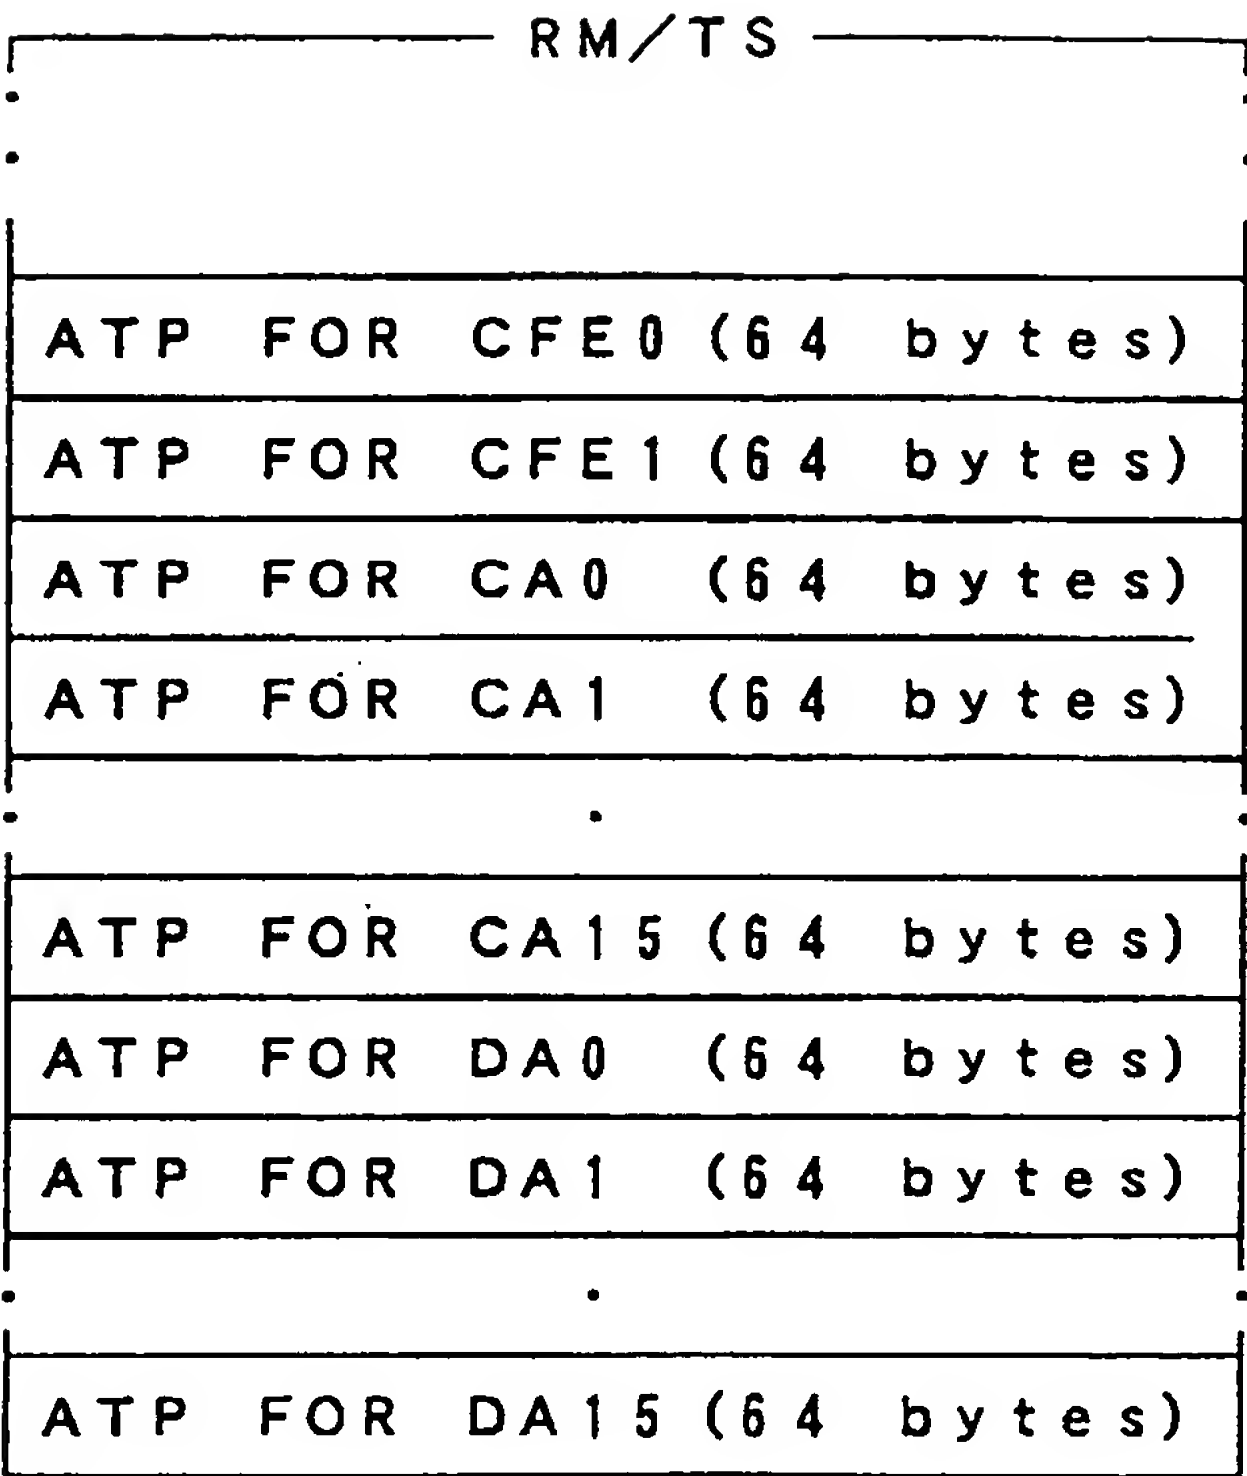 RM/TS
ATP FOR CFE0(64 bytes)
ATP FOR CFE1(64 bytes)
ATP FOR CA0 (64 bytes)
ATP FOR CA1 (64 bytes)
ATP FOR CA15(64 bytes)
ATP FOR DA0 (64 bytes)
ATP FOR DA1 (64 bytes)
ATP FOR DA15(64 bytes)